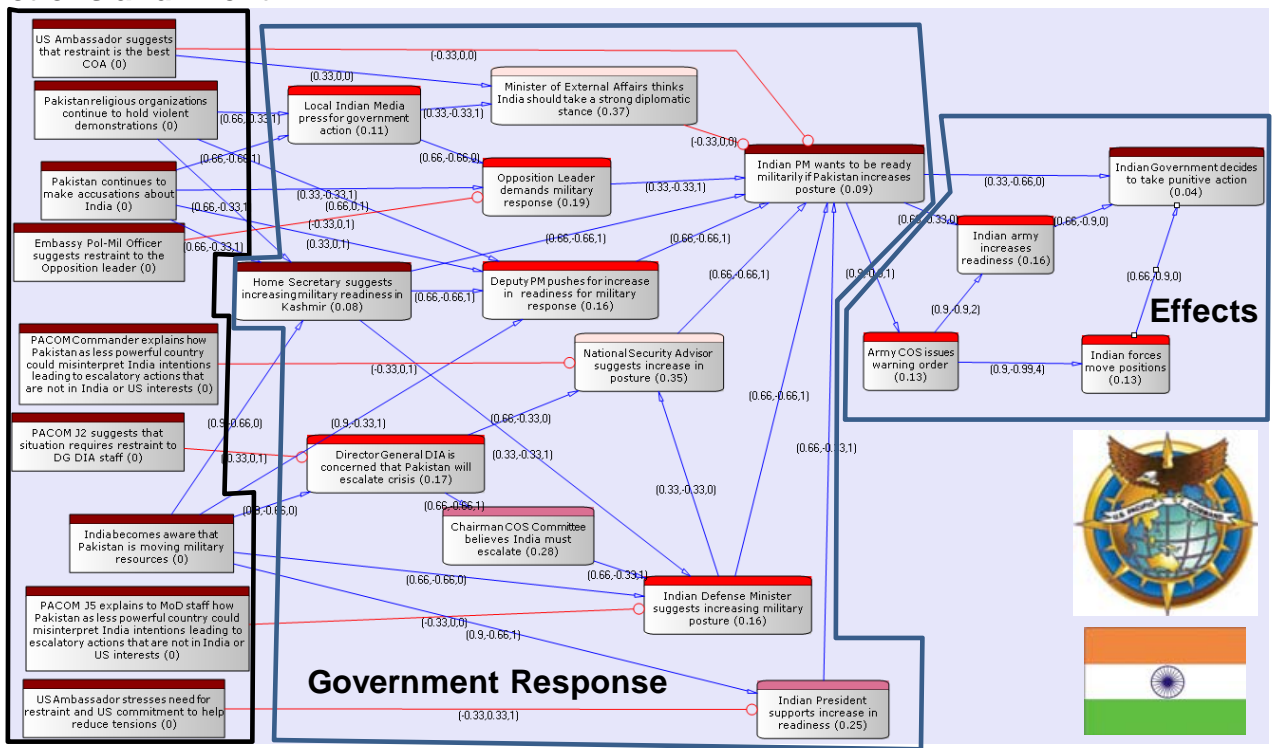 US Ambassador suggests
that restraint is the best
COA (0)
Pakistan religious organizations
continue to hold violent
demonstrations (0)
Pakistan continues to
make accusations about
India (0)
Embassy Pol-Mil Officer
suggests restraint to the
Opposition leader (0)
PACOM Commander explains how
Pakistan as less powerful country
could misinterpret India intentions
leading to escalatory actions that
are not in India or US interests (0)
PACOM J2 suggests that
situation requires restraint to
DG DIA staff (0)
India becomes aware that
Pakistan is moving military
resources (0)
PACOM J5 explains to MoD staff how
Pakistan as less powerful country could
misinterpret India intentions leading to
escalatory actions that are not in India or
US interests (0)
US Ambassador stresses need for
restraint and US commitment to help
reduce tensions (0)
Local Indian Media
press for government
action (0.11)
Minister of External Affairs thinks
India should take a strong diplomatic
stance (0.37)
Opposition Leader
demands military
response (0.19)
Home Secretary suggests
increasing military readiness in
Kashmir (0.08)
Deputy PM pushes for increase
in readiness for military
response (0.16)
National Security Advisor
suggests increase in
posture (0.35)
Director General DIA is
concerned that Pakistan will
escalate crisis (0.17)
Chairman COS Committee
believes India must
escalate (0.28)
Indian Defense Minister
suggests increasing military
posture (0.16)
Indian President
supports increase in
readiness (0.25)
Indian PM wants to be ready
militarily if Pakistan increases
posture (0.09)
Indian Government decides
to take punitive action
(0.04)
Indian army
increases
readiness (0.16)
Army COS issues
warning order
(0.13)
Indian forces
move positions
(0.13)
(-0.33,0,0)
(0.33,0,0)
(0.33,-0.33,1)
(0.66,-0.33,1)
(-0.33,0,0)
(0.66,-0.66,0)
(0.33,-0.33,1)
(0.33,-0.33,1)
(0.66,0,1)
(0.66,-0.33,1)
(-0.33,0,1)
(0.33,0,1)
(0.66,-0.33,1)
(0.66,-0.66,1)
(0.66,-0.66,1)
(0.66,-0.66,1)
(0.66,-0.66,1)
(-0.33,0,1)
(0.9,-0.66,0)
(0.9,-0.33,1)
(0.66,-0.33,0)
(0.33,-0.33,1)
(-0.33,0,1)
(0.66,-0.66,1)
(0.33,-0.33,0)
(0.66,-0.66,1)
(0.66,-0.66,0)
(0.66,-0.33,1)
(-0.33,0,0)
(0.9,-0.66,1)
(-0.33,0.33,1)
(0.33,-0.66,0)
(0.66,-0.9,0)
(0.9,-0.9,2)
(0.9,-0.99,4)
(0.66,-0.9,0)
Government Response
Effects
U.S. PACIFIC COMMAND